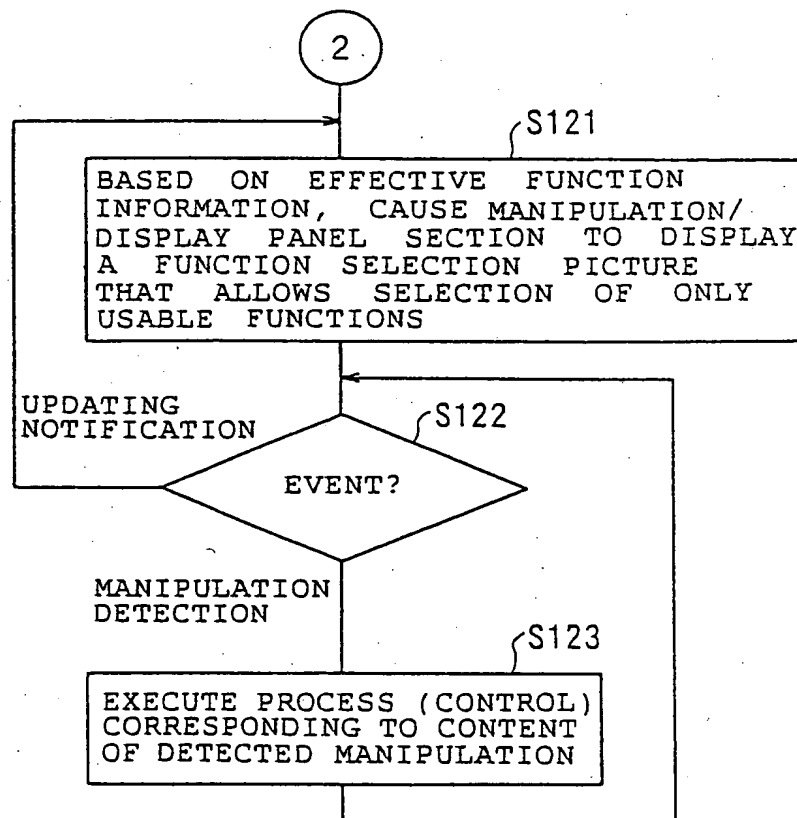 2
S121
BASED ON EFFECTIVE FUNCTION
INFORMATION, CAUSE MANIPULATION/
DISPLAY PANEL SECTION TO DISPLAY
A FUNCTION SELECTION PICTURE
THAT ALLOWS SELECTION OF ONLY
USABLE FUNCTIONS
UPDATING
NOTIFICATION
S122
EVENT?
MANIPULATION
DETECTION
S123
EXECUTE PROCESS (CONTROL)
CORRESPONDING TO CONTENT
OF DETECTED MANIPULATION